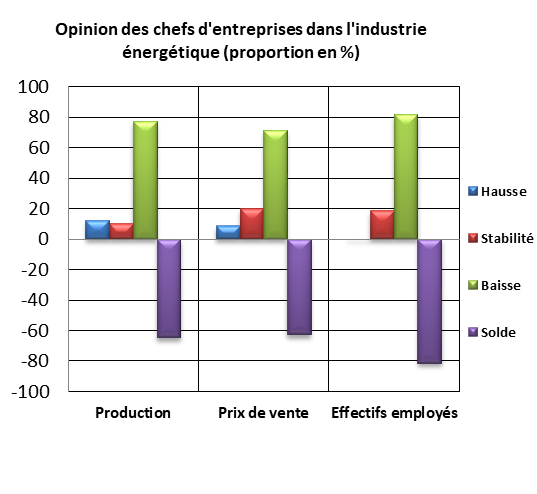 Opinion des chefs d'entreprises dans l'industrie
énergétique (proportion en %)
100
80
60
40
20
0
-20
-40
-60
-80
-100
Production Prix de vente Effectifs employés
Hausse
Stabilité
Baisse
Solde